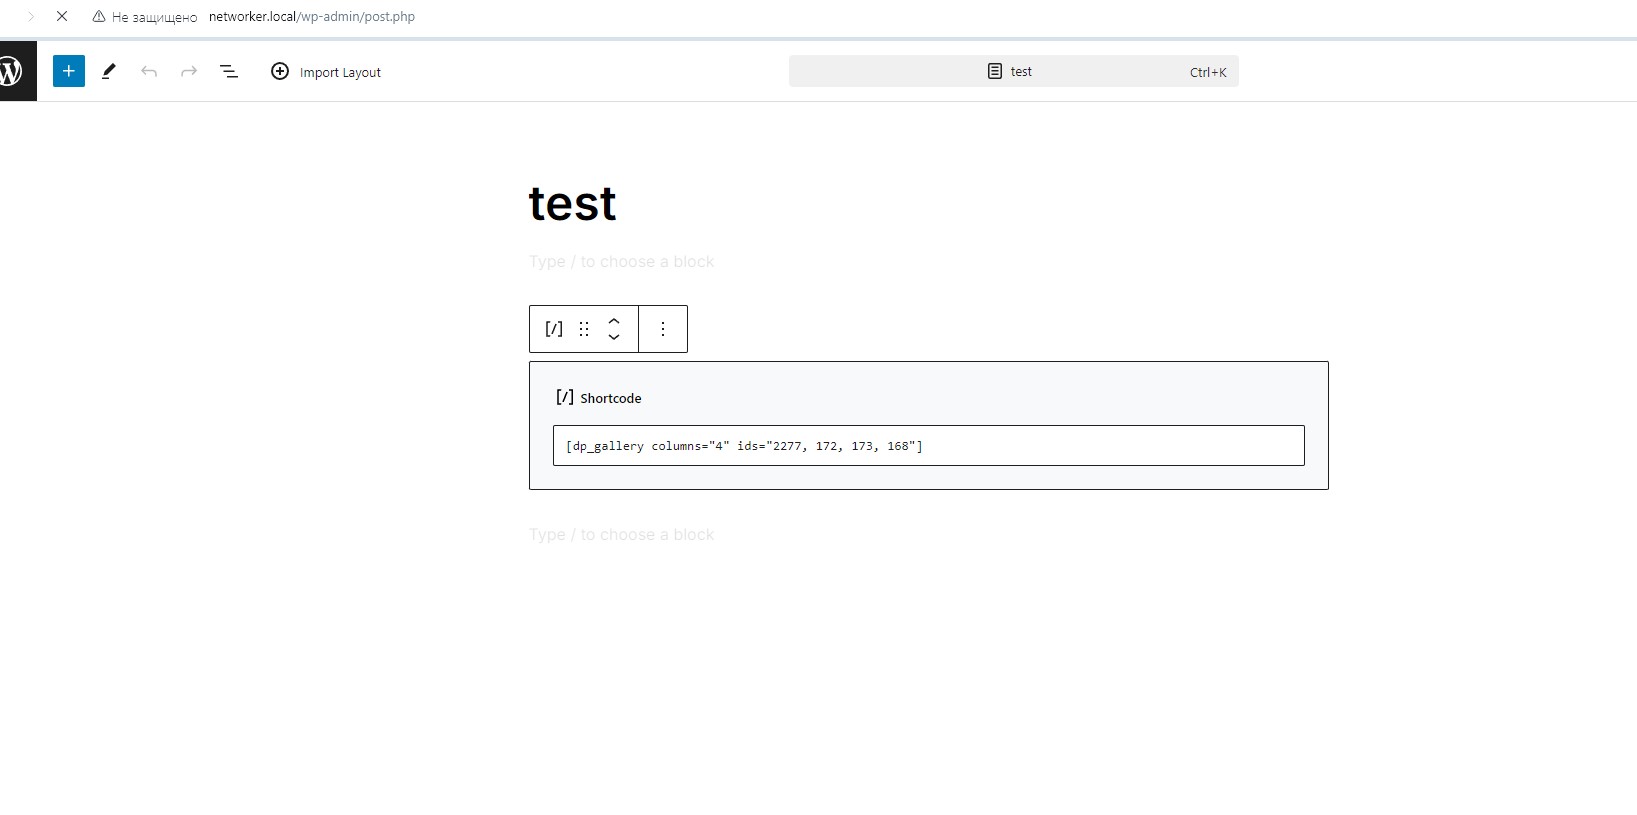 Не защищено networker.local/wp-admin/post.php
Import Layout
test
Ctrl+K
test
Type / to choose a block
[/]
[/] Shortcode
[dp_gallery columns="4" ids="2277, 172, 173, 168"]
Type / to choose a block